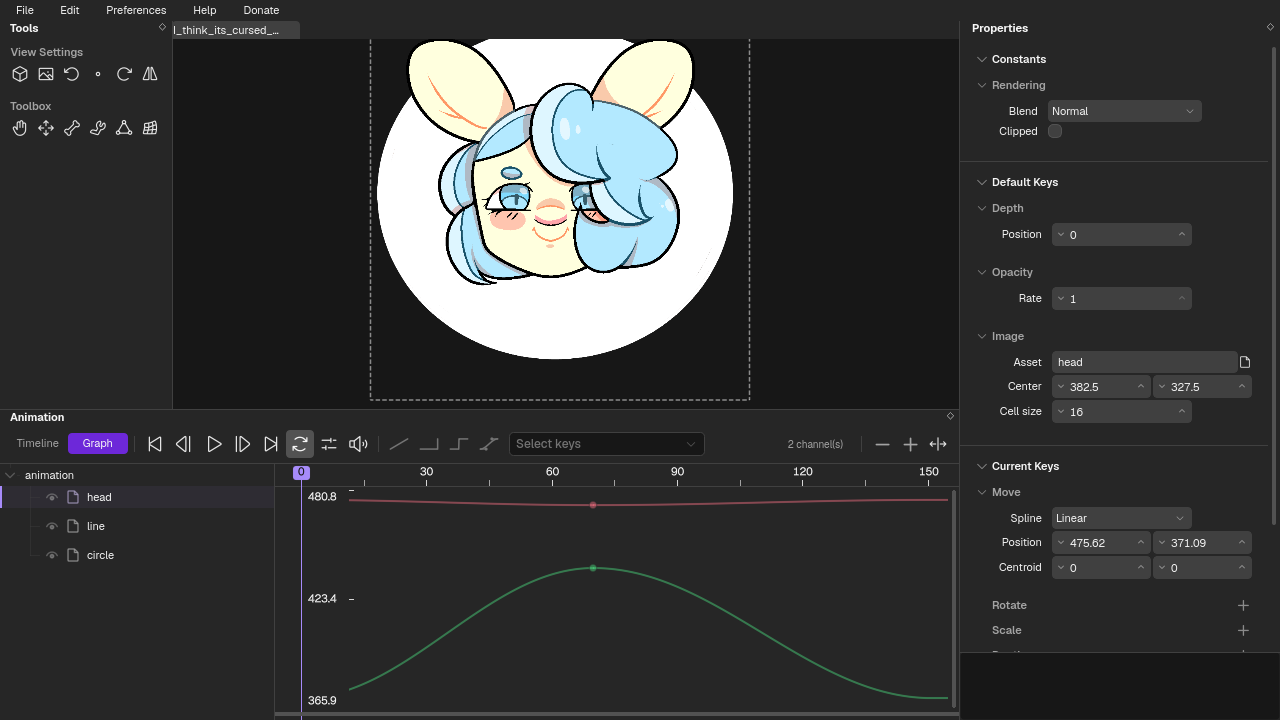 File Edit Preferences Help Donate
Tools
View Settings
Toolbox
I_think_its_cursed_...
Properties
Constants
Rendering
Blend Normal
Clipped
Default Keys
Depth
Position 0
Opacity
Rate 1
Image
Asset head
Center 382.5 327.5
Cell size 16
Current Keys
Move
Spline Linear
Position 475.62 371.09
Centroid 0 0
Rotate
Scale
Animation
Timeline Graph Select keys 2 channel(s)
animation
head
line
circle
0 30 60 90 120 150
480.8
423.4
365.9